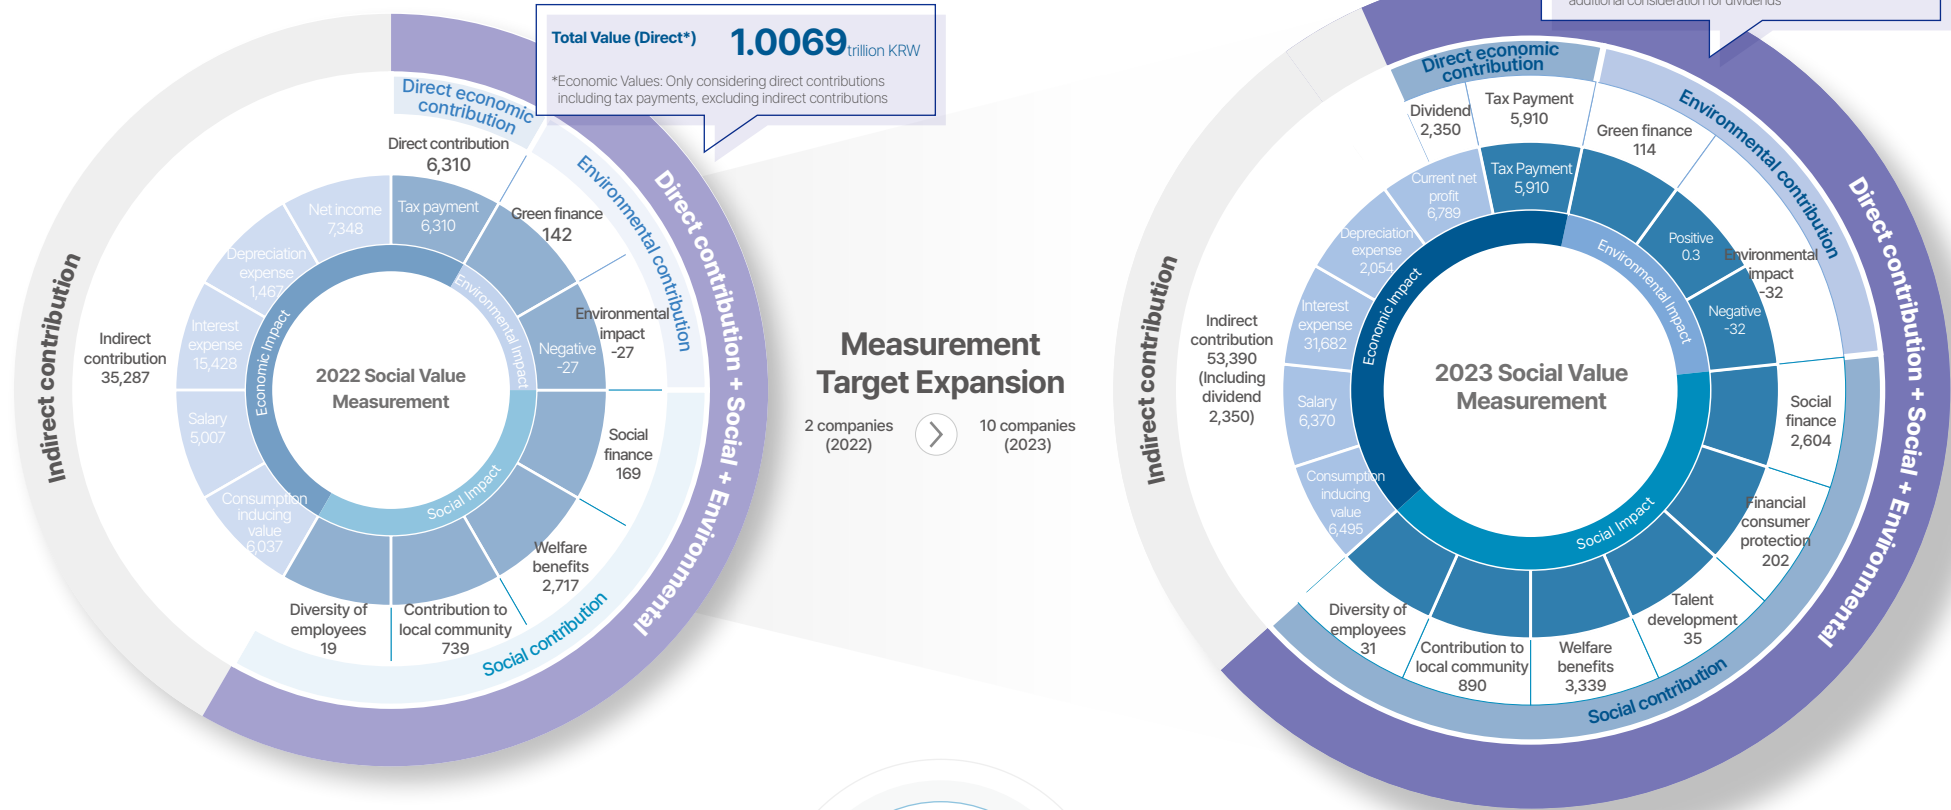 Total Value (Direct*)
1.0069 trillion KRW
*Economic Values: Only considering direct contributions
including tax payments, excluding indirect contributions
Direct economic
contribution
Direct contribution
6,310
Environmental contribution
Direct contribution + Social + Environmental
Indirect contribution
Net income
7,348
Tax payment
6,310
Green finance
142
Depreciation
expense
1,467
Environmental Impact
Environmental
impact
-27
Negative
-27
Interest
expense
15,428
Economic Impact
Indirect
contribution
35,287
2022 Social Value
Measurement
Salary
5,007
Social
finance
169
Social Impact
Consumption
inducing
value
6,037
Welfare
benefits
2,717
Diversity of
employees
19
Contribution to
local community
739
Social contribution
Measurement
Target Expansion
2 companies
(2022)
10 companies
(2023)
additional consideration for dividends
Direct economic
contribution
Environmental contribution
Direct contribution + Social + Environmental
Indirect contribution
Dividend
2,350
Tax Payment
5,910
Green finance
114
Current net
profit
6,789
Tax Payment
5,910
Depreciation
expense
2,054
Positive
0.3
Environmental
impact
-32
Negative
-32
Environmental Impact
Economic Impact
Interest
expense
31,682
Indirect
contribution
53,390
(Including
dividend
2,350)
2023 Social Value
Measurement
Salary
6,370
Social
finance
2,604
Consumption
inducing
value
6,495
Social Impact
Financial
consumer
protection
202
Talent
development
35
Diversity of
employees
31
Contribution to
local community
890
Welfare
benefits
3,339
Social contribution